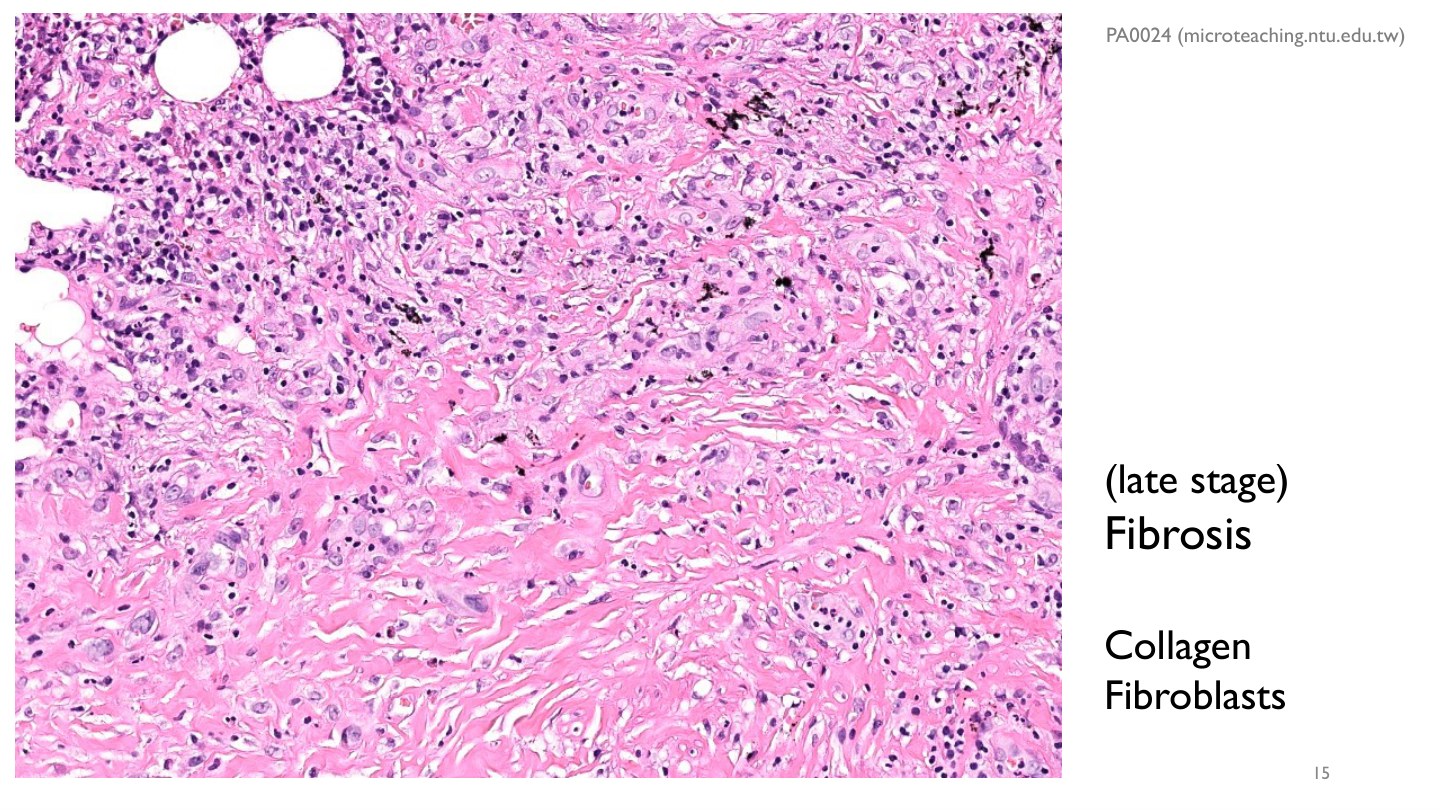 PA0024 (microteaching.ntu.edu.tw)
(late stage)
Fibrosis
Collagen
Fibroblasts
15